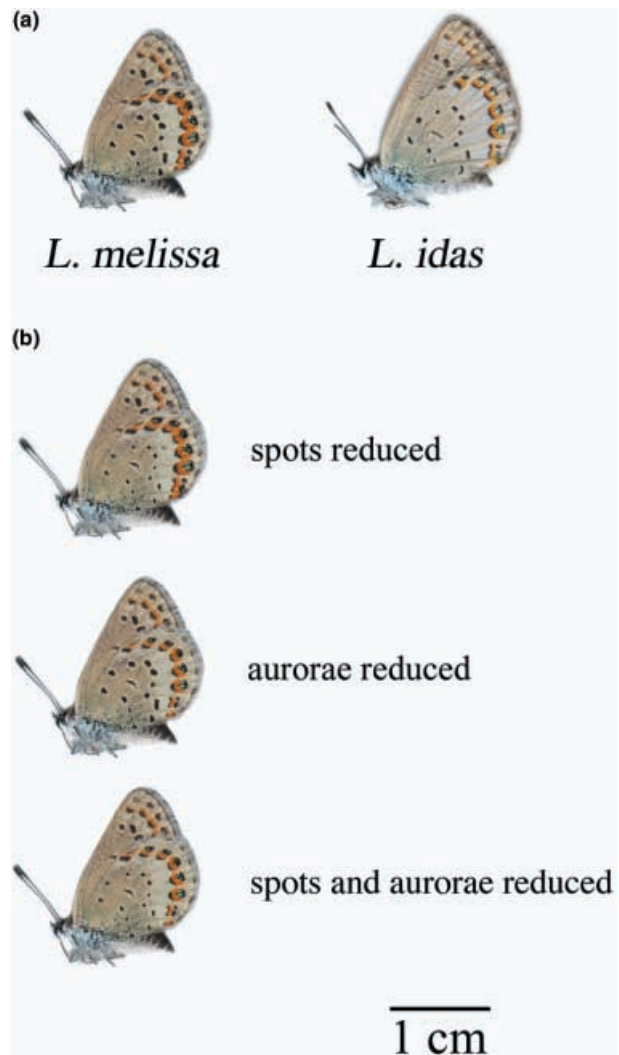 (a)
L. melissa
L. idas
(b)
spots reduced
aurorae reduced
spots and aurorae reduced
1 cm